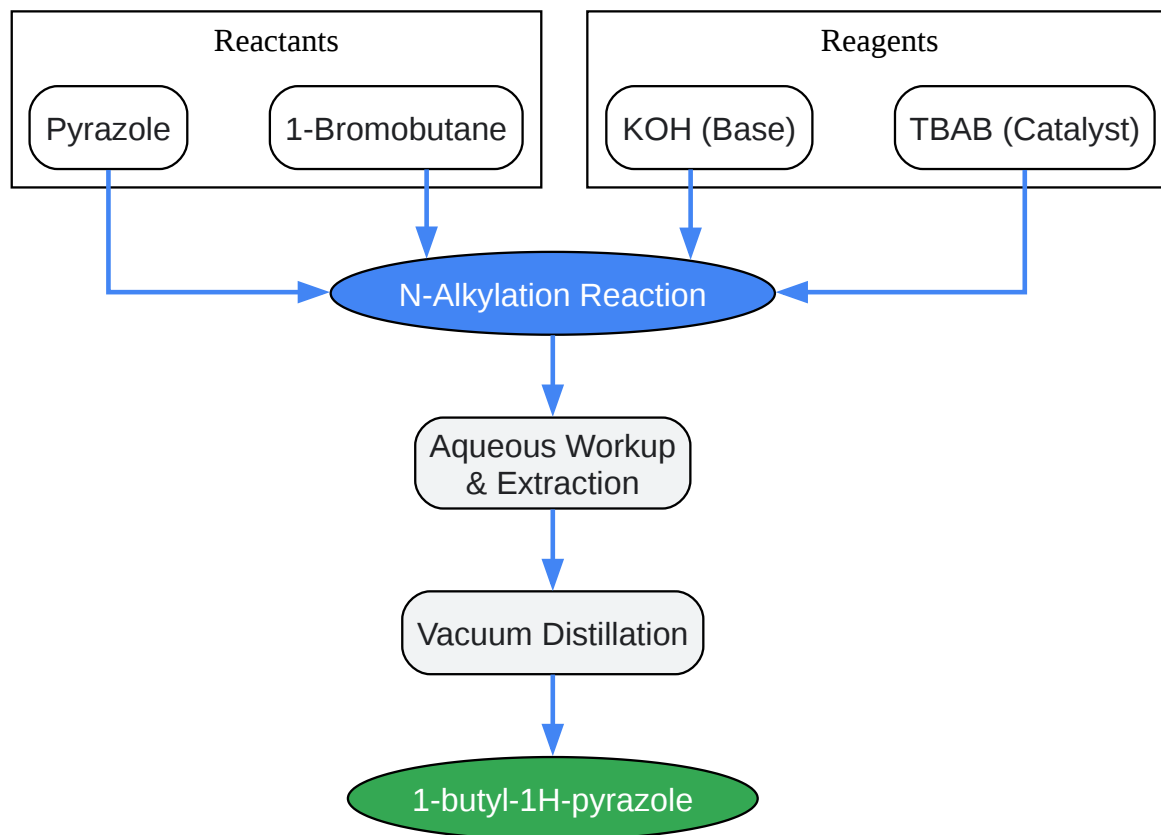 Reactants
Reagents
Pyrazole
1-Bromobutane
KOH (Base)
TBAB (Catalyst)
N-Alkylation Reaction
Aqueous Workup
& Extraction
Vacuum Distillation
1-butyl-1H-pyrazole